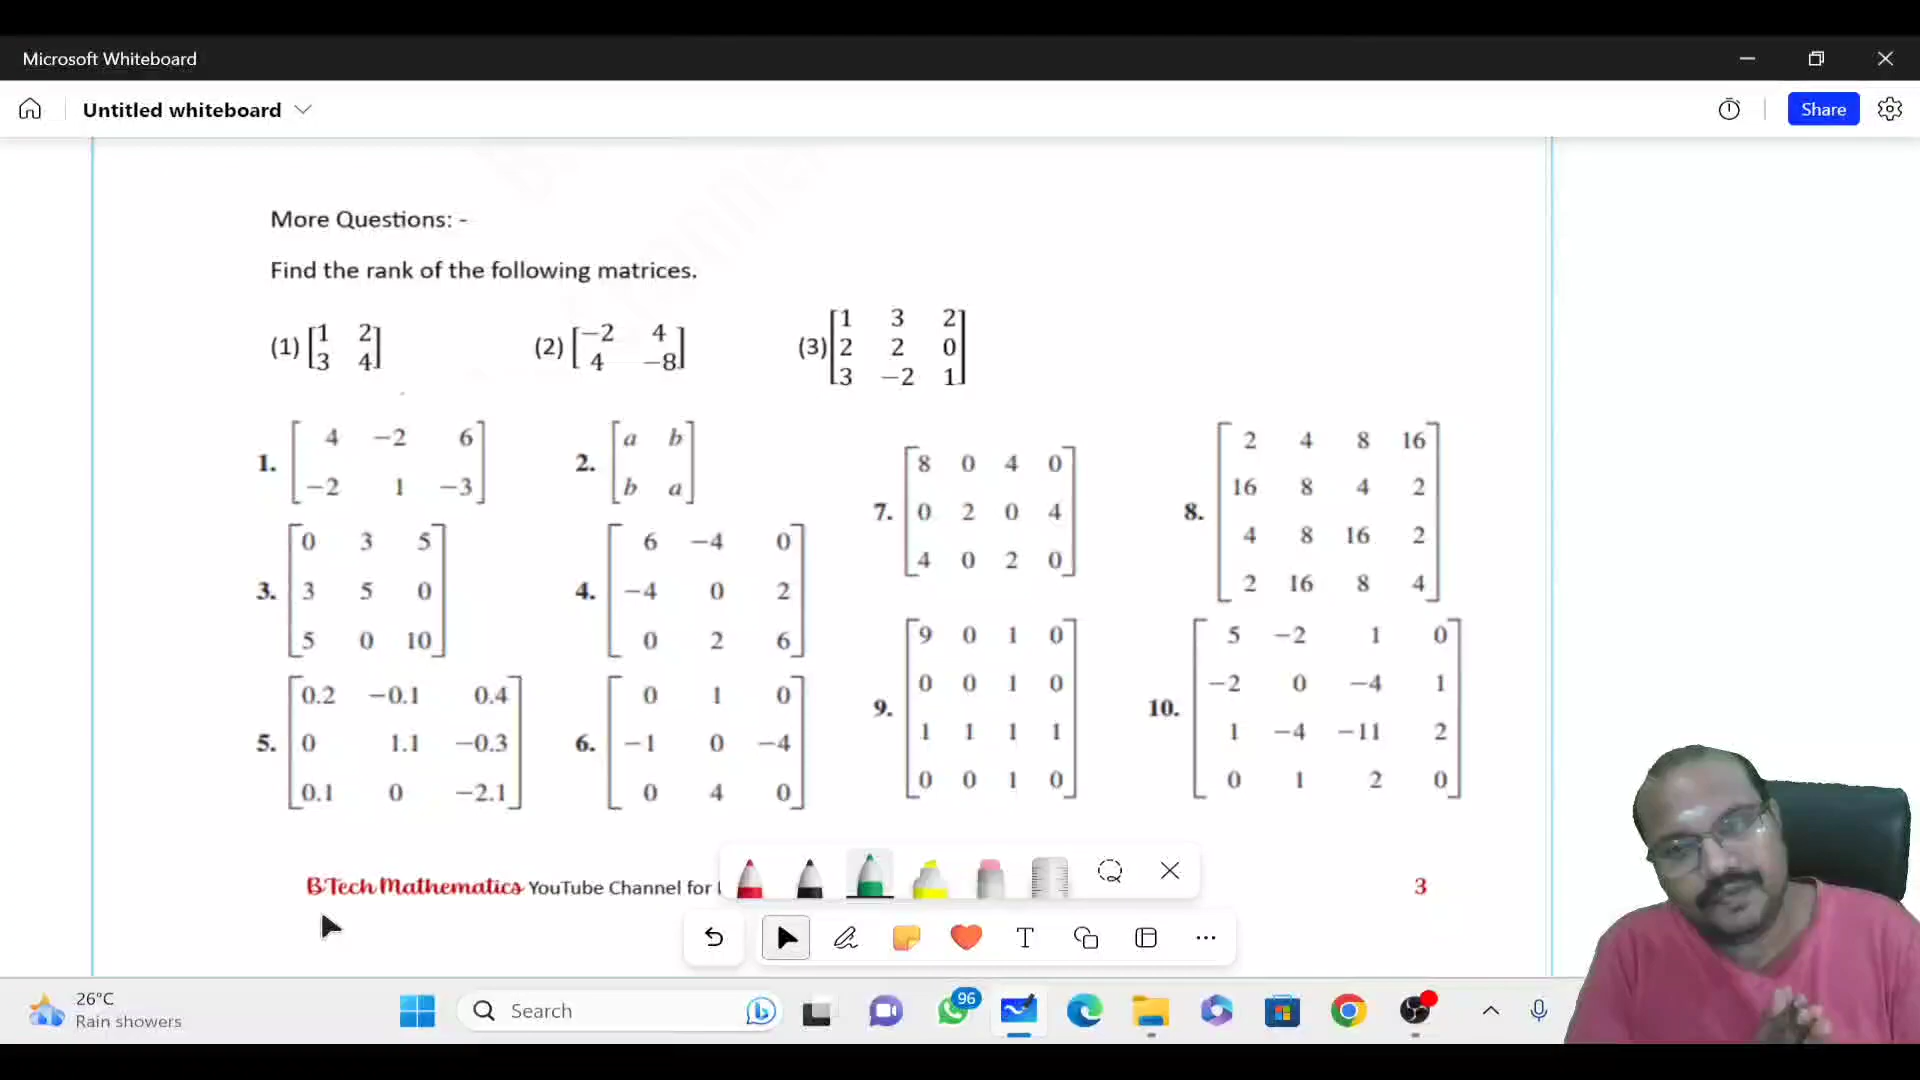 Microsoft Whiteboard
Untitled whiteboard
Share
More Questions: -
Find the rank of the following matrices.
(1) [1 2
3 4]
(2) [−2 4
4 −8]
(3) [1 3 2
2 2 0
3 −2 1]
1. [4 −2 6
−2 1 −3]
2. [a b
b a]
3. [0 3 5
3 5 0
5 0 10]
4. [6 −4 0
−4 0 2
0 2 6]
5. [0.2 −0.1 0.4
0 1.1 −0.3
0.1 0 −2.1]
6. [0 1 0
−1 0 −4
0 4 0]
7. [8 0 4 0
0 2 0 4
4 0 2 0]
8. [2 4 8 16
16 8 4 2
4 8 16 2
2 16 8 4]
9. [9 0 1 0
0 0 1 0
1 1 1 1
0 0 1 0]
10. [5 −2 1 0
−2 0 −4 1
1 −4 −11 2
0 1 2 0]
BTech Mathematics YouTube Channel for
3
T
26°C
Rain showers
Search
96